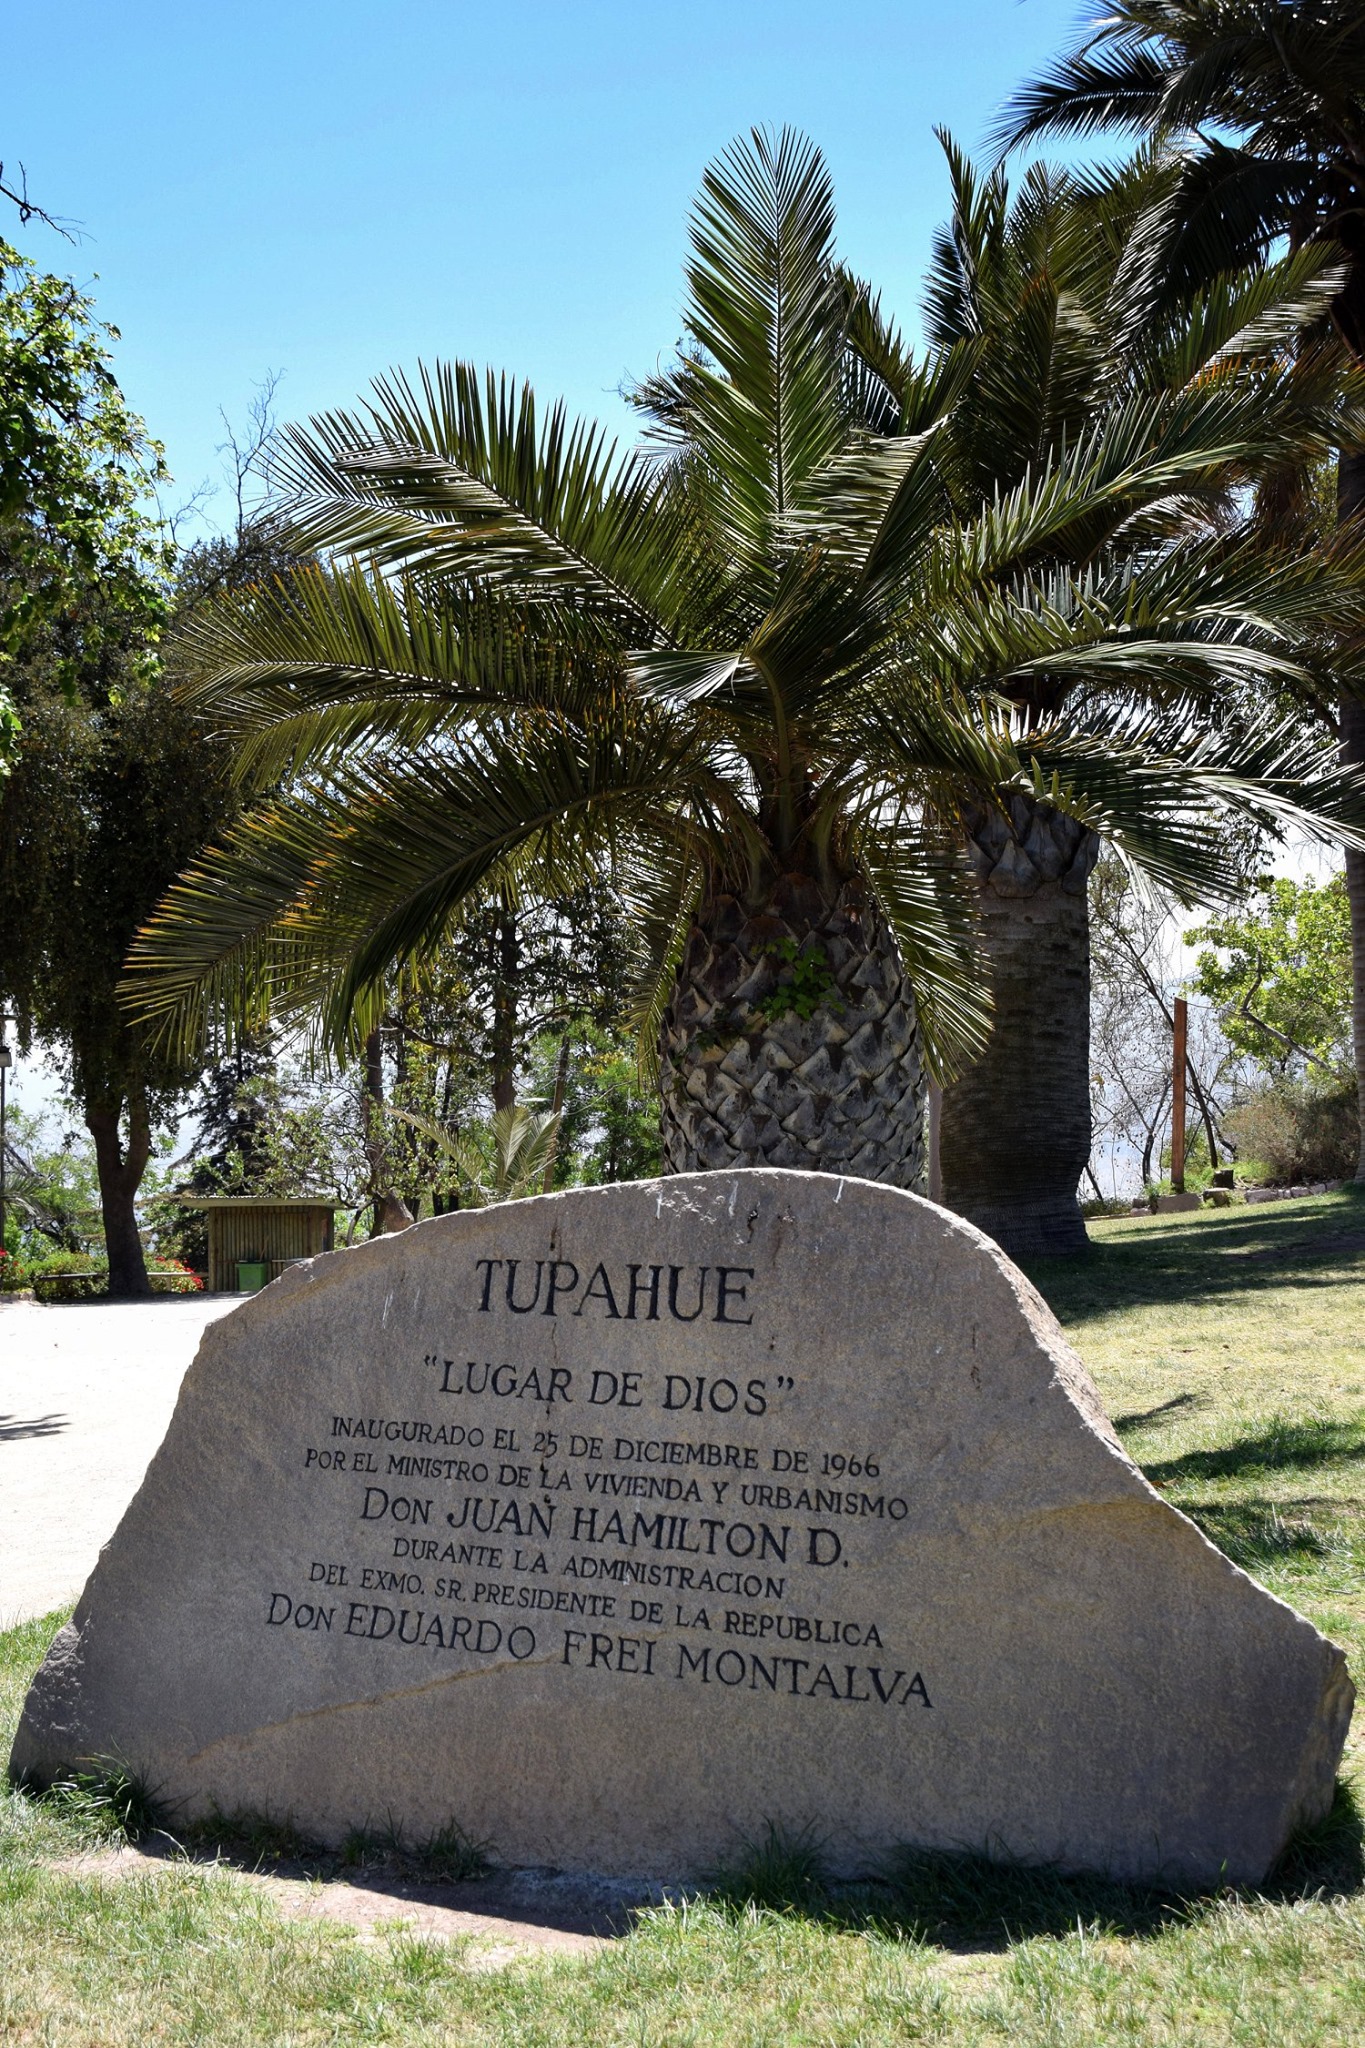 TUPAHUE
"LUGAR DE DIOS"
INAUGURADO EL 25 DE DICIEMBRE DE 1966
POR EL MINISTRO DE LA VIVIENDA Y URBANISMO
DON JUAN HAMILTON D.
DURANTE LA ADMINISTRACION
DEL EXMO. SR. PRESIDENTE DE LA REPUBLICA
DON EDUARDO FREI MONTALVA